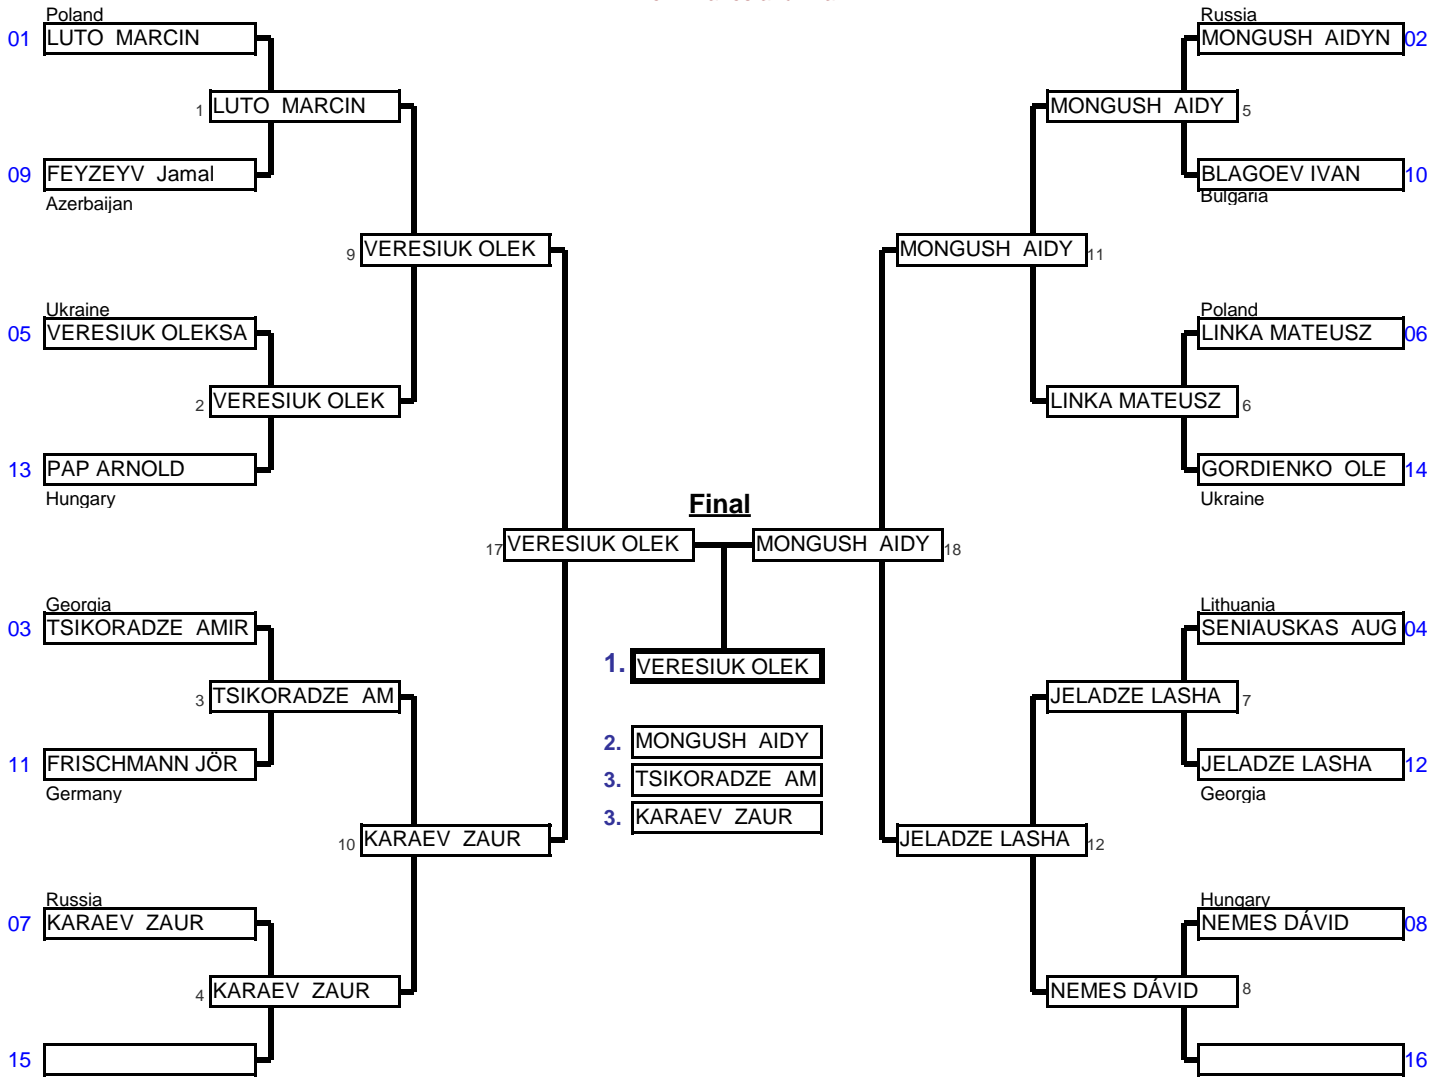 Poland
01 LUTO MARCIN
1 LUTO MARCIN
09 FEYZEYV Jamal
Azerbaijan
9 VERESIUK OLEK
Ukraine
05 VERESIUK OLEKSA
2 VERESIUK OLEK
13 PAP ARNOLD
Hungary
17 VERESIUK OLEK
Georgia
03 TSIKORADZE AMIR
3 TSIKORADZE AM
11 FRISCHMANN JÖR
Germany
10 KARAEV ZAUR
Russia
07 KARAEV ZAUR
4 KARAEV ZAUR
15
Final
1. VERESIUK OLEK
2. MONGUSH AIDY
3. TSIKORADZE AM
3. KARAEV ZAUR
Russia
MONGUSH AIDYN 02
MONGUSH AIDY 5
BLAGOEV IVAN 10
Bulgaria
MONGUSH AIDY 11
Poland
LINKA MATEUSZ 06
LINKA MATEUSZ 6
GORDIENKO OLE 14
Ukraine
MONGUSH AIDY 18
Lithuania
SENIAUSKAS AUG 04
JELADZE LASHA 7
JELADZE LASHA 12
Georgia
JELADZE LASHA 12
Hungary
NEMES DÁVID 08
NEMES DÁVID 8
16